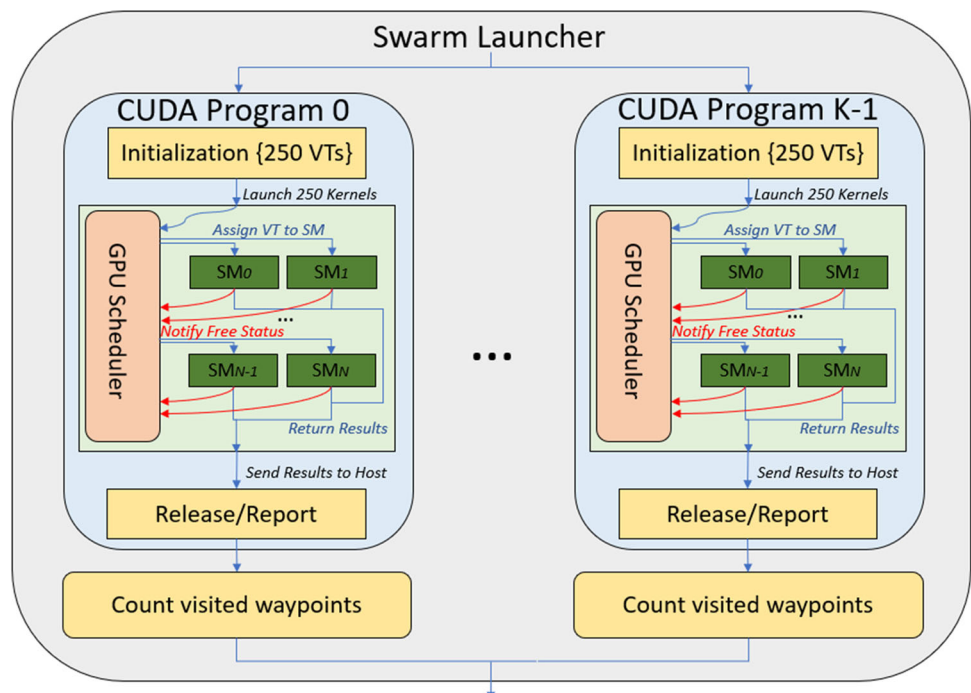 Swarm Launcher
CUDA Program 0
Initialization {250 VTs}
Launch 250 Kernels
GPU Scheduler
Assign VT to SM
SM0
SM1
...
Notify Free Status
SMN-1
SMN
Return Results
Send Results to Host
Release/Report
Count visited waypoints
...
CUDA Program K-1
Initialization {250 VTs}
Launch 250 Kernels
GPU Scheduler
Assign VT to SM
SM0
SM1
...
Notify Free Status
SMN-1
SMN
Return Results
Send Results to Host
Release/Report
Count visited waypoints